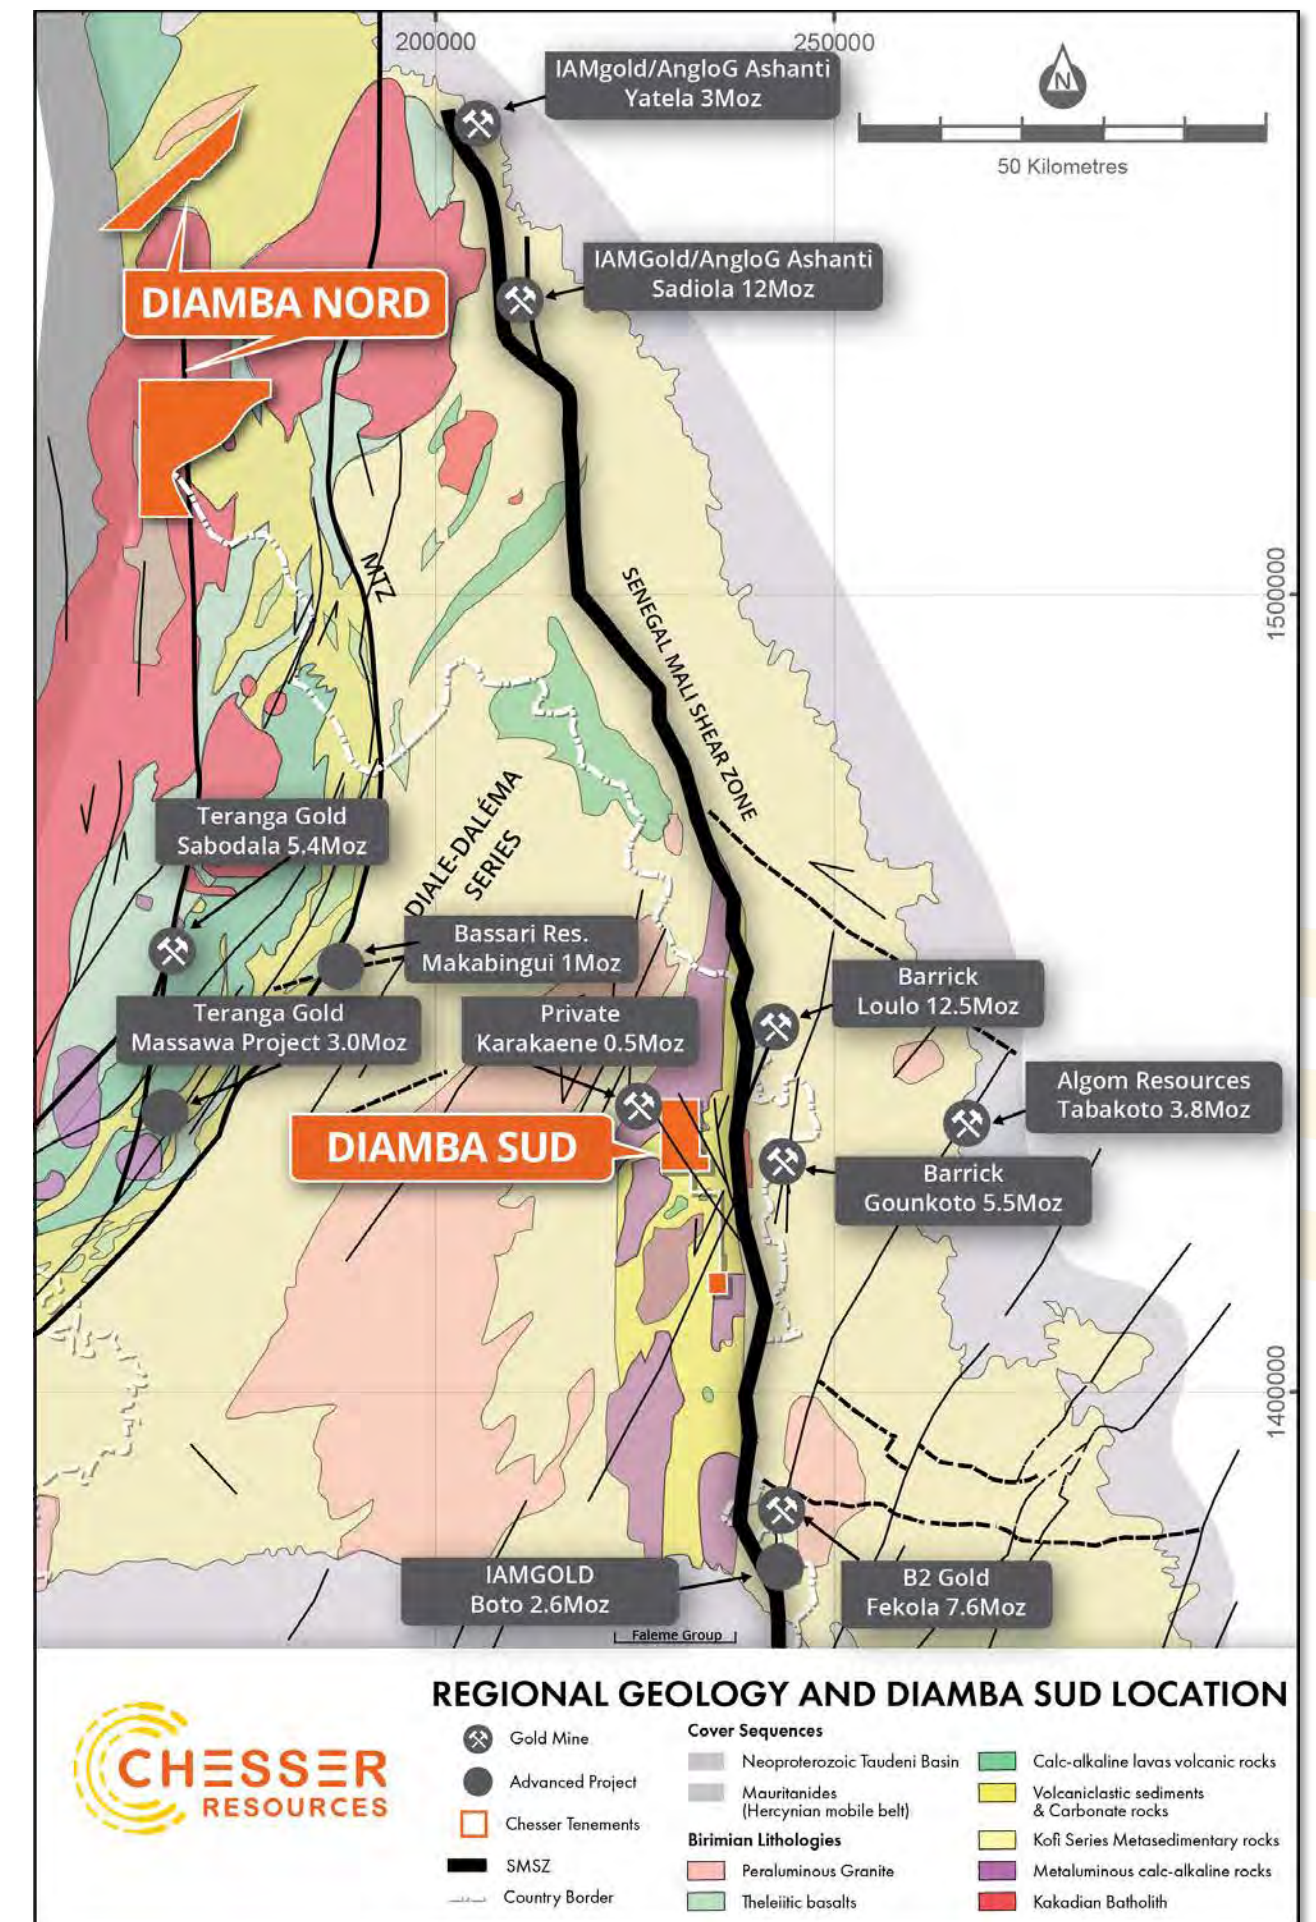 200000
250000
IAMgold/AngloG Ashanti
Yatela 3Moz
N
50 Kilometres
IAMGold/AngloG Ashanti
Sadiola 12Moz
DIAMBA NORD
MTZ
SENEGAL MALI SHEAR ZONE
1500000
DIALE-DALÉMA
SERIES
Teranga Gold
Sabodala 5.4Moz
Bassari Res.
Makabingui 1Moz
Barrick
Loulo 12.5Moz
Teranga Gold
Massawa Project 3.0Moz
Private
Karakaene 0.5Moz
Algom Resources
Tabakoto 3.8Moz
DIAMBA SUD
Barrick
Gounkoto 5.5Moz
1400000
IAMGOLD
Boto 2.6Moz
B2 Gold
Fekola 7.6Moz
Faleme Group
CHESSER
RESOURCES
REGIONAL GEOLOGY AND DIAMBA SUD LOCATION
Gold Mine
Advanced Project
Chesser Tenements
SMSZ
Country Border
Cover Sequences
Neoproterozoic Taudeni Basin
Mauritanides
(Hercynian mobile belt)
Birimian Lithologies
Peraluminous Granite
Theleiitic basalts
Calc-alkaline lavas volcanic rocks
Volcaniclastic sediments
& Carbonate rocks
Kofi Series Metasedimentary rocks
Metaluminous calc-alkaline rocks
Kakadian Batholith